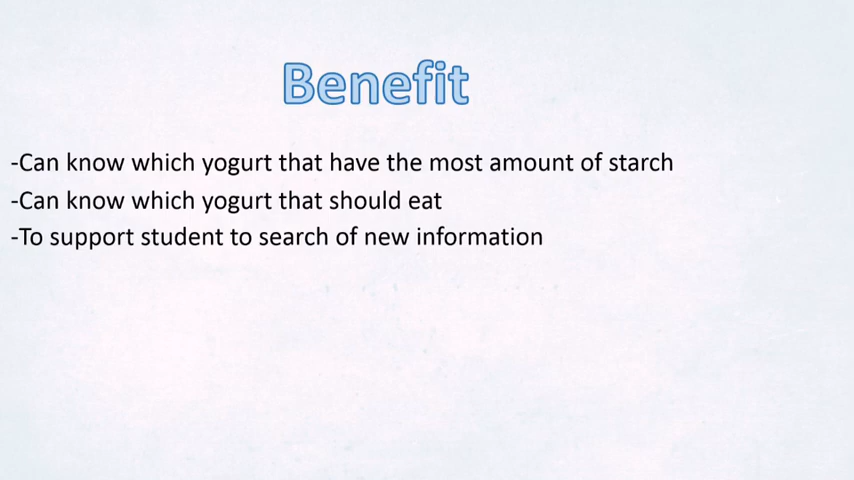 Benefit
-Can know which yogurt that have the most amount of starch
-Can know which yogurt that should eat
-To support student to search of new information